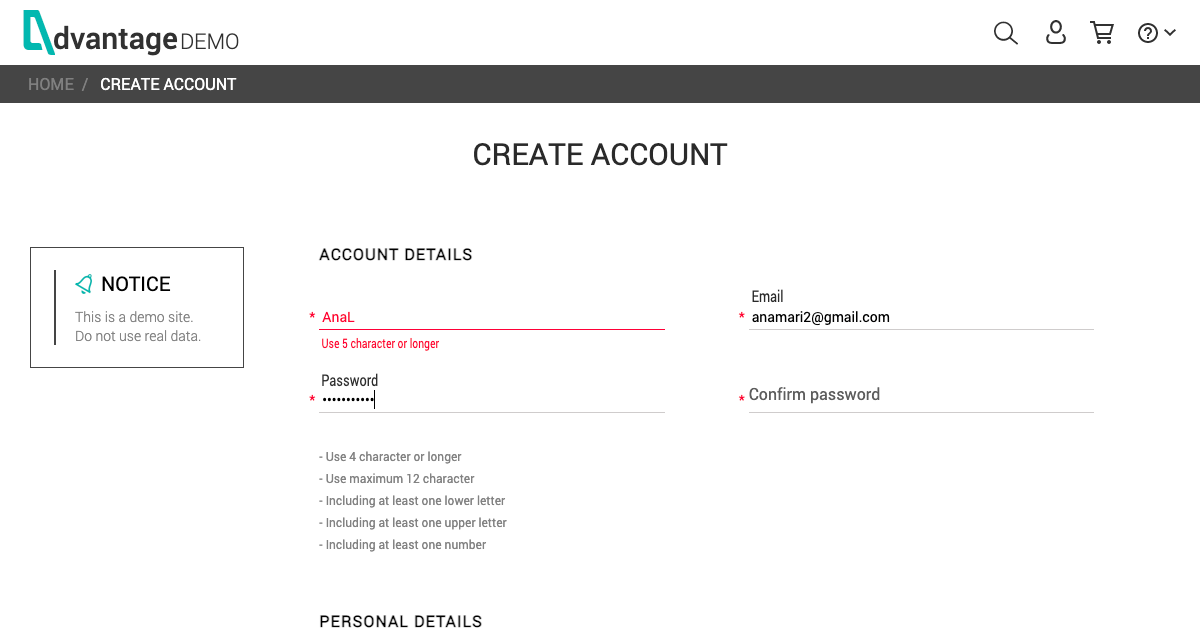 dvantage DEMO
HOME / CREATE ACCOUNT
CREATE ACCOUNT
NOTICE
This is a demo site.
Do not use real data.
ACCOUNT DETAILS
* AnaL
Use 5 character or longer
Email
* anamari2@gmail.com
Password
* •••••••••••
* Confirm password
- Use 4 character or longer
- Use maximum 12 character
- Including at least one lower letter
- Including at least one upper letter
- Including at least one number
PERSONAL DETAILS